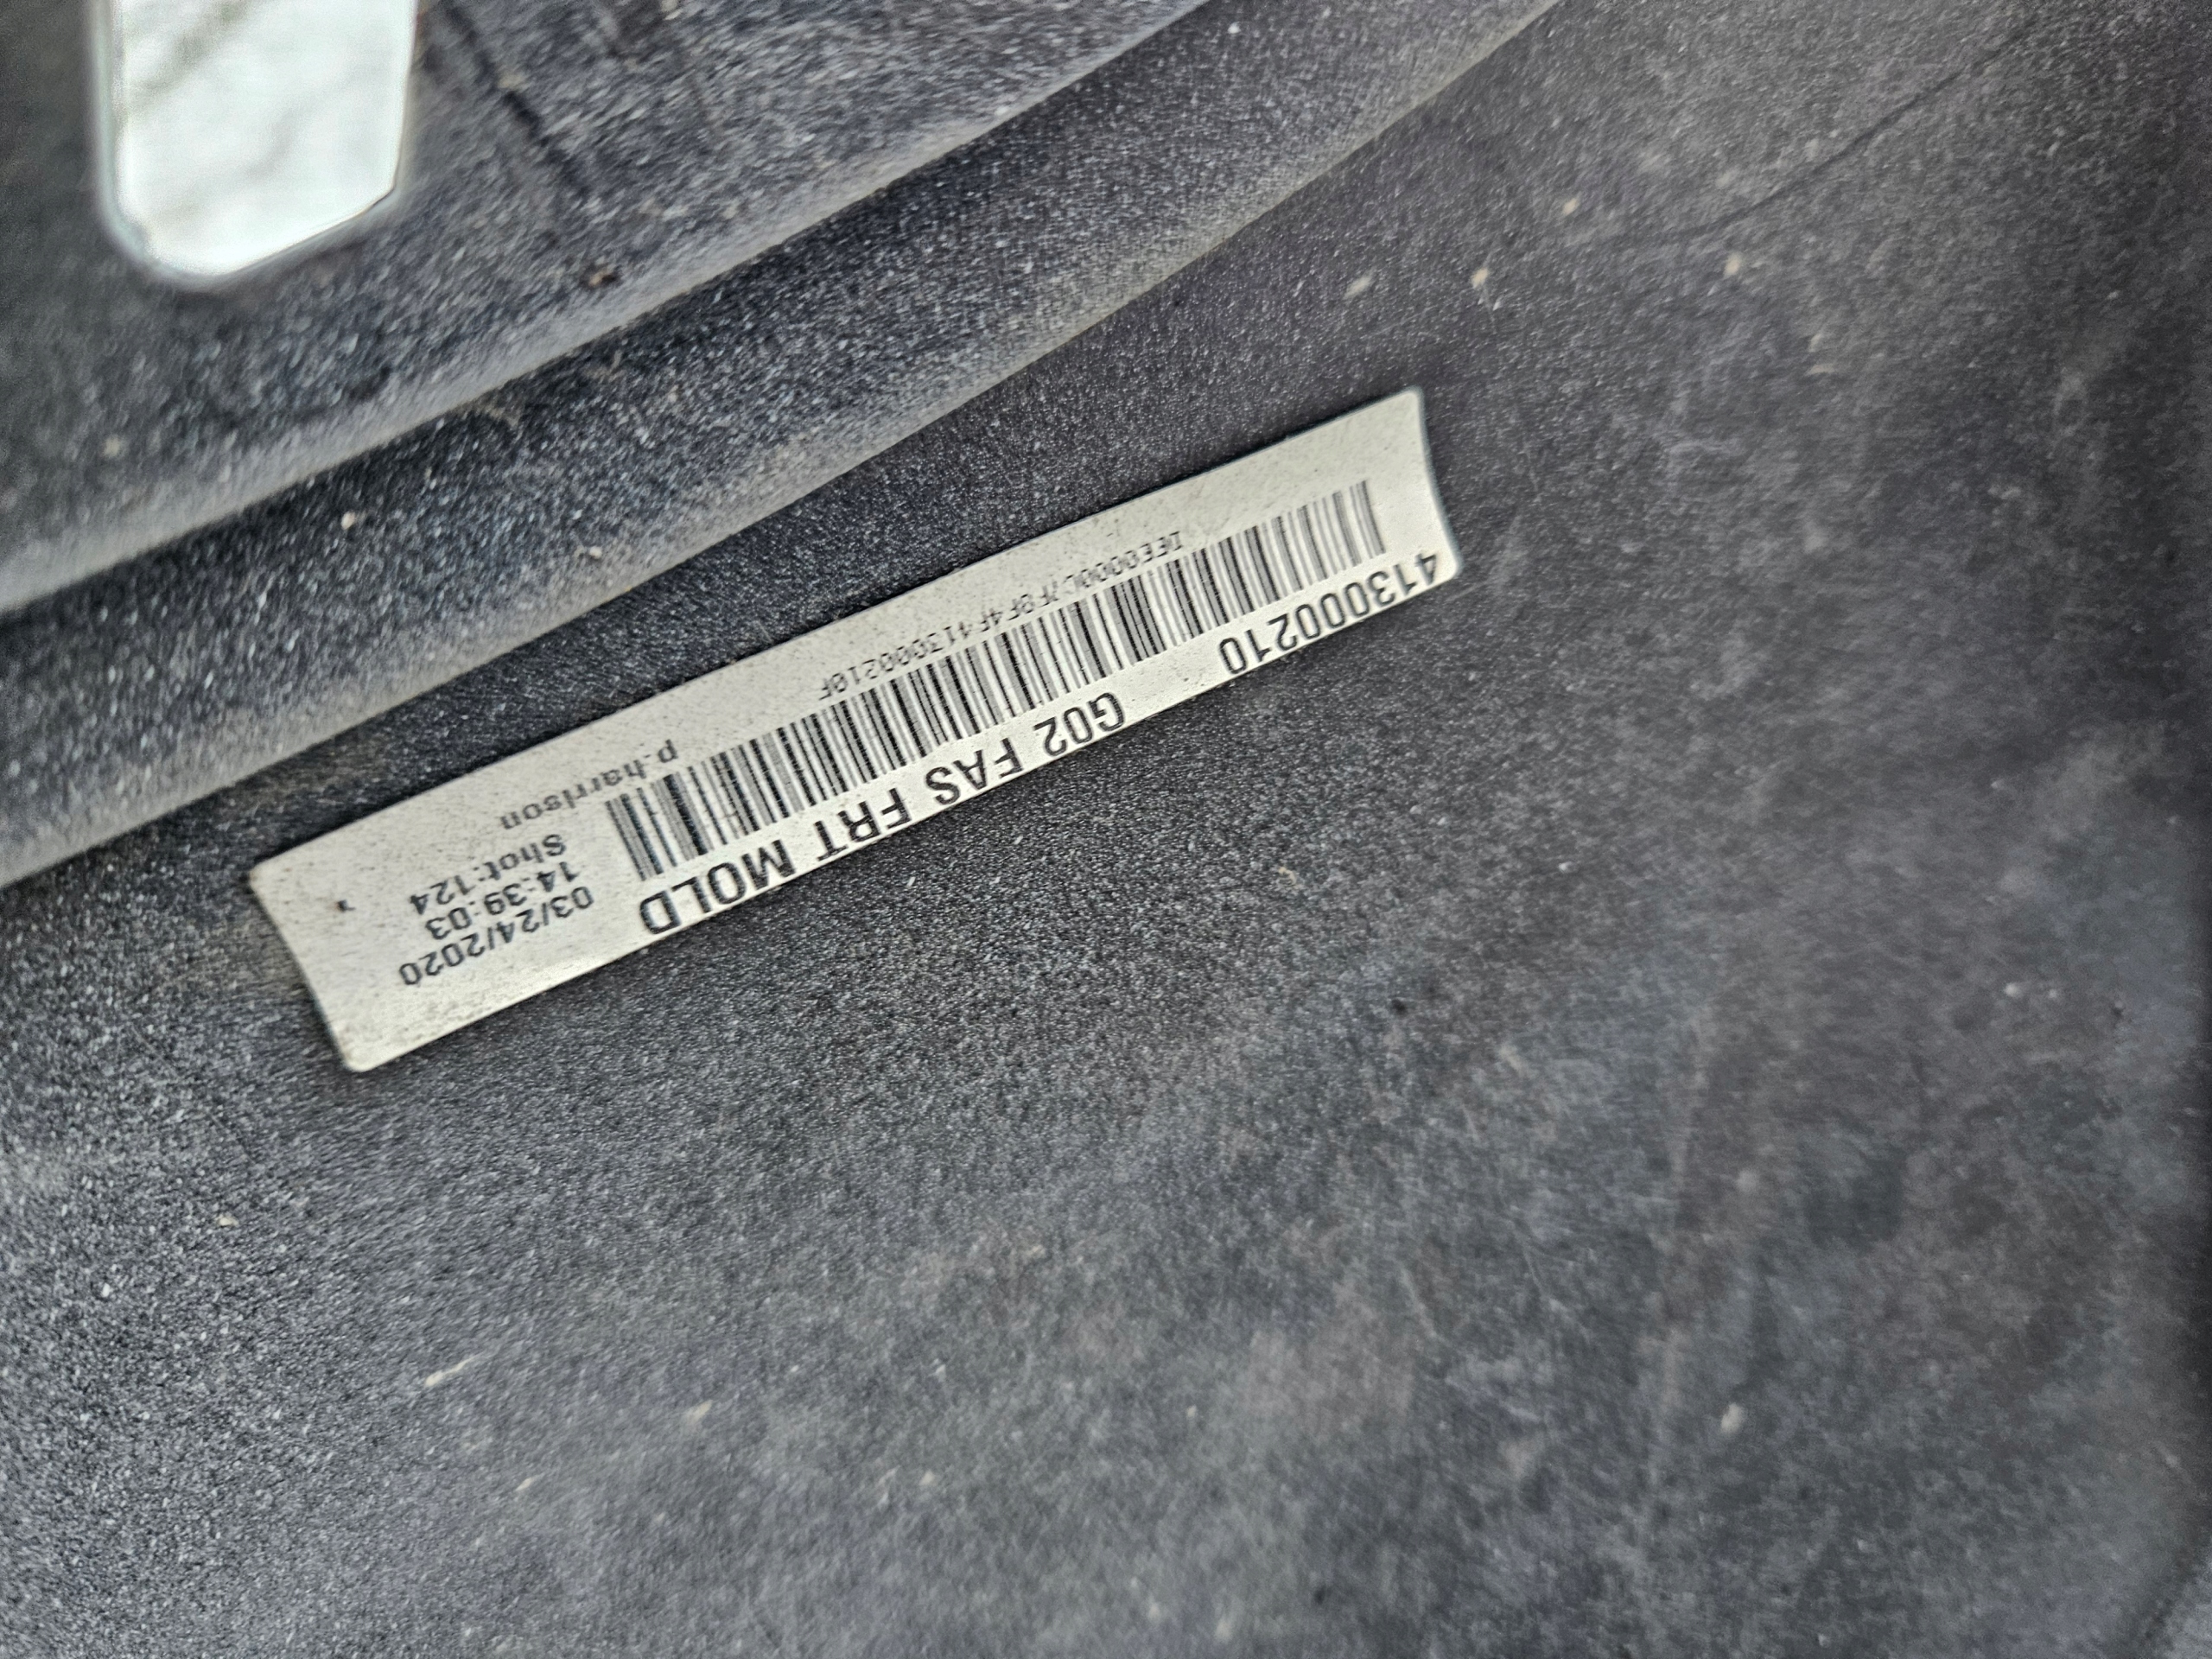 413000210 G02 FAS FRT MOLD
03/24/2020
14:39:03
Shot:124
p.harrison